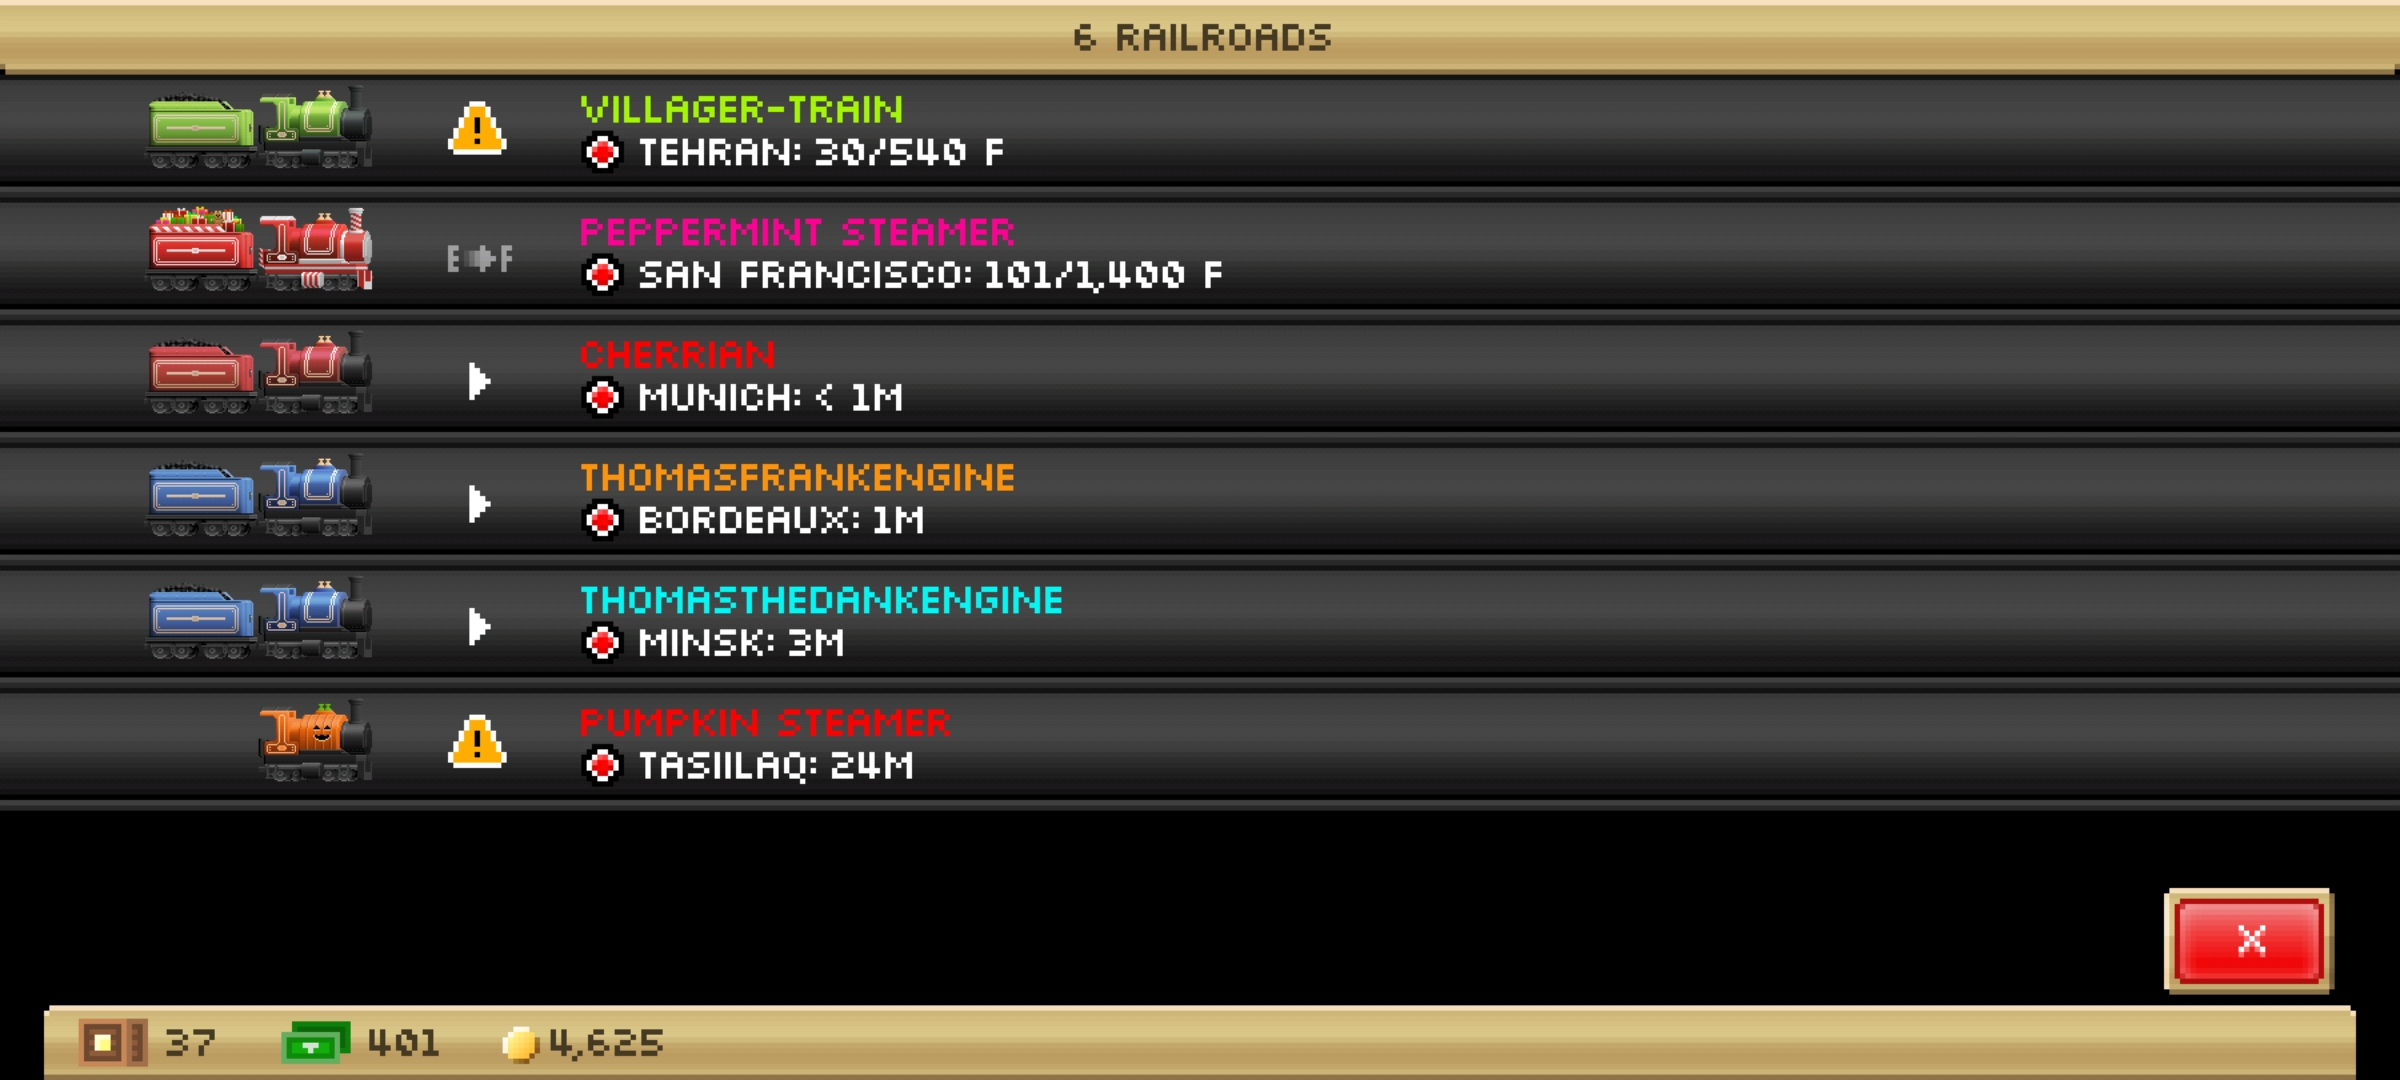 6 RAILROADS
VILLAGER-TRAIN
TEHRAN: 30/540 F
PEPPERMINT STEAMER
E F
SAN FRANCISCO: 101/1,400 F
CHERRIAN
MUNICH: < 1M
THOMASFRANKENGINE
BORDEAUX: 1M
THOMASTHEDANKENGINE
MINSK: 3M
PUMPKIN STEAMER
TASIILAQ: 24M
X
37 401 4,625